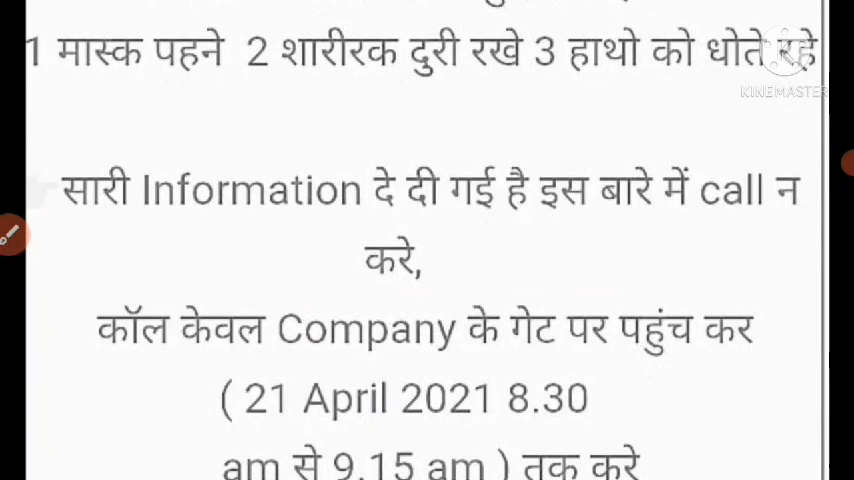 1 मास्क पहने 2 शारीरक दुरी रखे 3 हाथो को धोते रहे
KINEMASTER
सारी Information दे दी गई है इस बारे में call न
करे,
कॉल केवल Company के गेट पर पहुंच कर
( 21 April 2021 8.30
am से 9.15 am ) तक करे